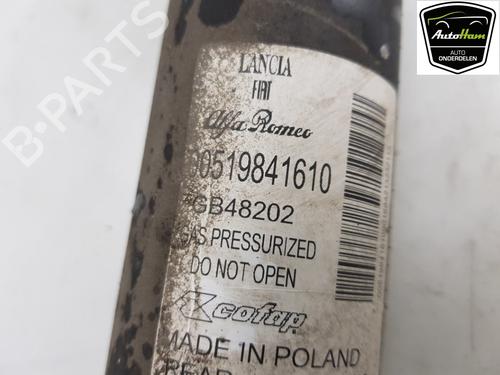 LANCIA
FIAT
Alfa Romeo
00519841610
GB48202
GAS PRESSURIZED
DO NOT OPEN
cofap
MADE IN POLAND
REAR
AutoHam
AUTO
ONDERDELEN
B-PARTS